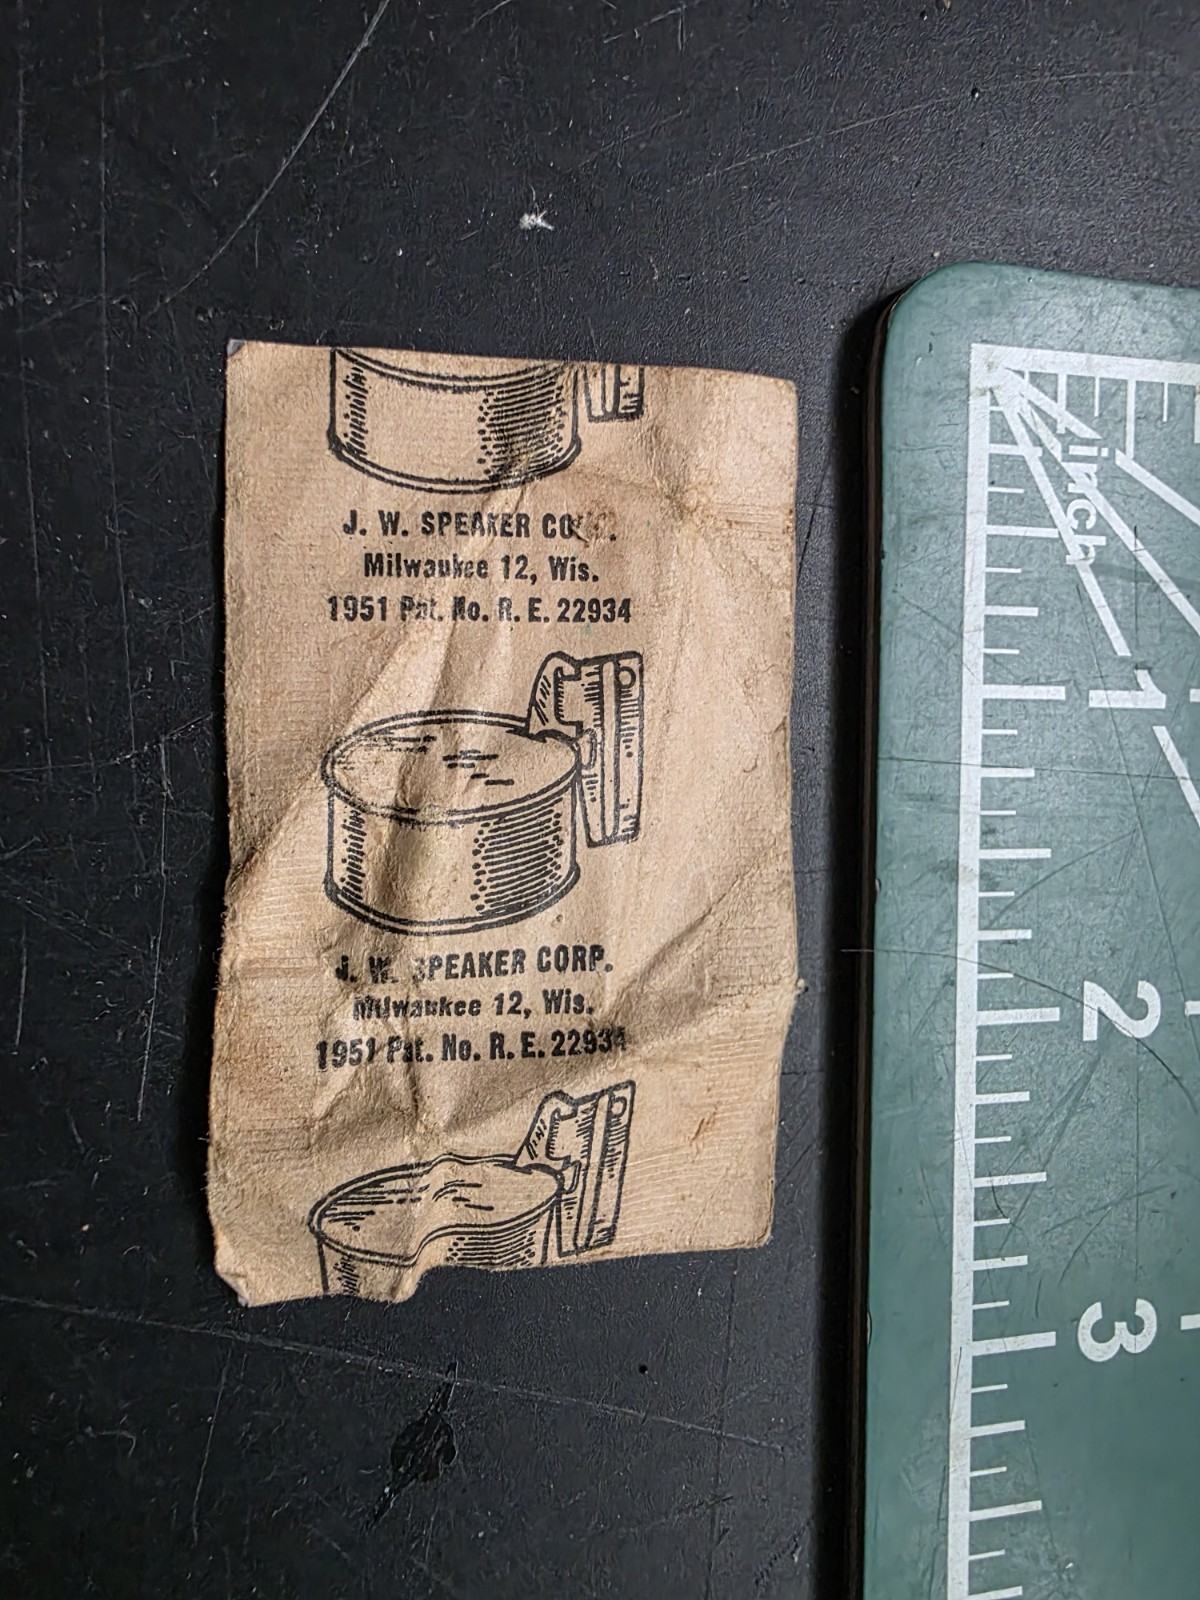 J. W. SPEAKER
Milwaukee 12, Wis.
1951 Pat. No. R. E. 22934
J. W. SPEAKER CORP.
Milwaukee 12, Wis.
1951 Pat. No. R. E. 22934
inch
1
2
3